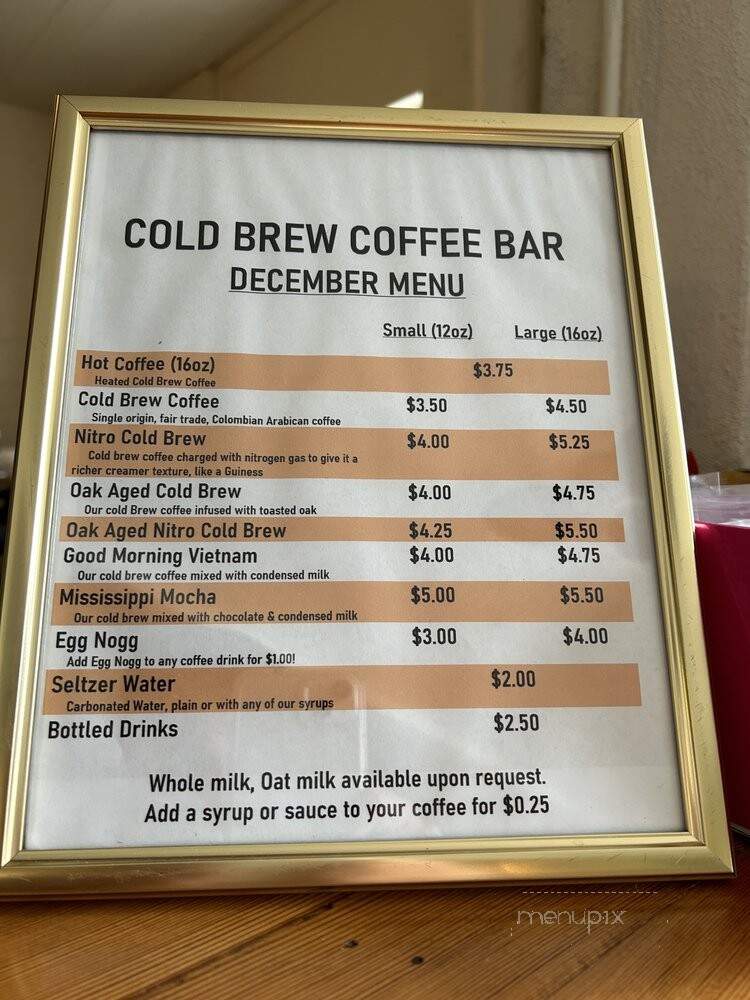 COLD BREW COFFEE BAR
DECEMBER MENU
Small (12oz) Large (16oz)
Hot Coffee (16oz) $3.75
Heated Cold Brew Coffee
Cold Brew Coffee $3.50 $4.50
Single origin, fair trade, Colombian Arabican coffee
Nitro Cold Brew $4.00 $5.25
Cold brew coffee charged with nitrogen gas to give it a
richer creamer texture, like a Guiness
Oak Aged Cold Brew $4.00 $4.75
Our cold Brew coffee infused with toasted oak
Oak Aged Nitro Cold Brew $4.25 $5.50
Good Morning Vietnam $4.00 $4.75
Our cold brew coffee mixed with condensed milk
Mississippi Mocha $5.00 $5.50
Our cold brew mixed with chocolate & condensed milk
Egg Nogg $3.00 $4.00
Add Egg Nogg to any coffee drink for $1.00!
Seltzer Water $2.00
Carbonated Water, plain or with any of our syrups
Bottled Drinks $2.50
Whole milk, Oat milk available upon request.
Add a syrup or sauce to your coffee for $0.25
menupix